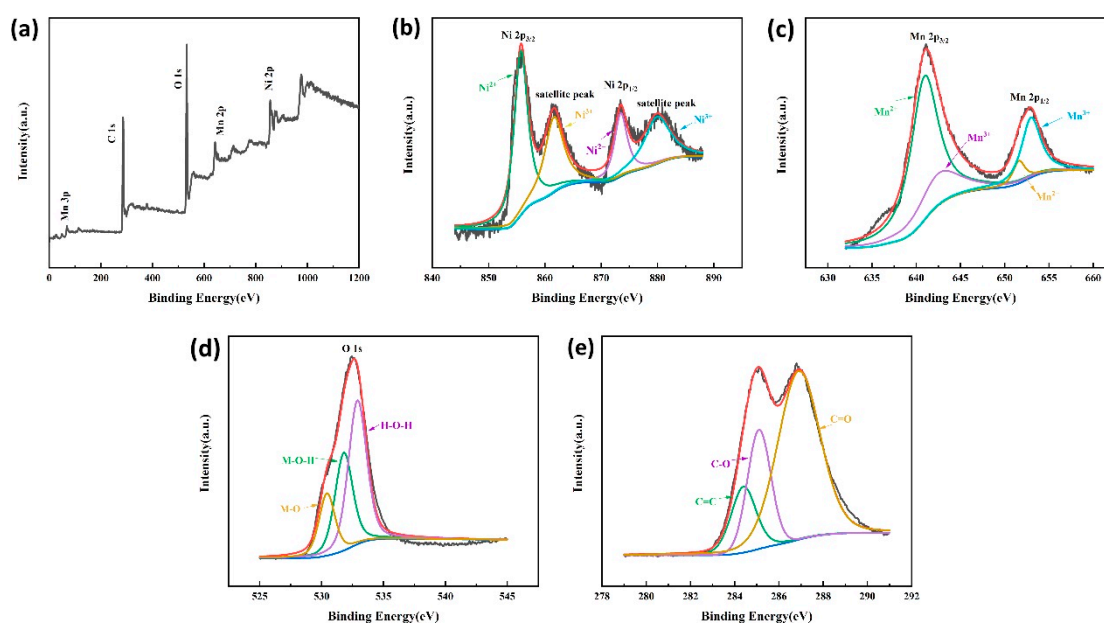 (a)
Intensity(a.u.)
Mn 3p
C 1s
O 1s
Mn 2p
Ni 2p
0 200 400 600 800 1000 1200
Binding Energy(eV)
(b)
Intensity(a.u.)
Ni 2p3/2
Ni²⁺
satellite peak
Ni³⁺
Ni 2p1/2
Ni²⁺
satellite peak
Ni³⁺
840 850 860 870 880 890
Binding Energy(eV)
(c)
Intensity(a.u.)
Mn 2p3/2
Mn²⁺
Mn³⁺
Mn 2p1/2
Mn³⁺
Mn²
630 635 640 645 650 655 660
Binding Energy(eV)
(d)
Intensity(a.u.)
O 1s
H-O-H
M-O-H
M-O
525 530 535 540 545
Binding Energy(eV)
(e)
Intensity(a.u.)
C=O
C-O
C=C
278 280 282 284 286 288 290 292
Binding Energy(eV)